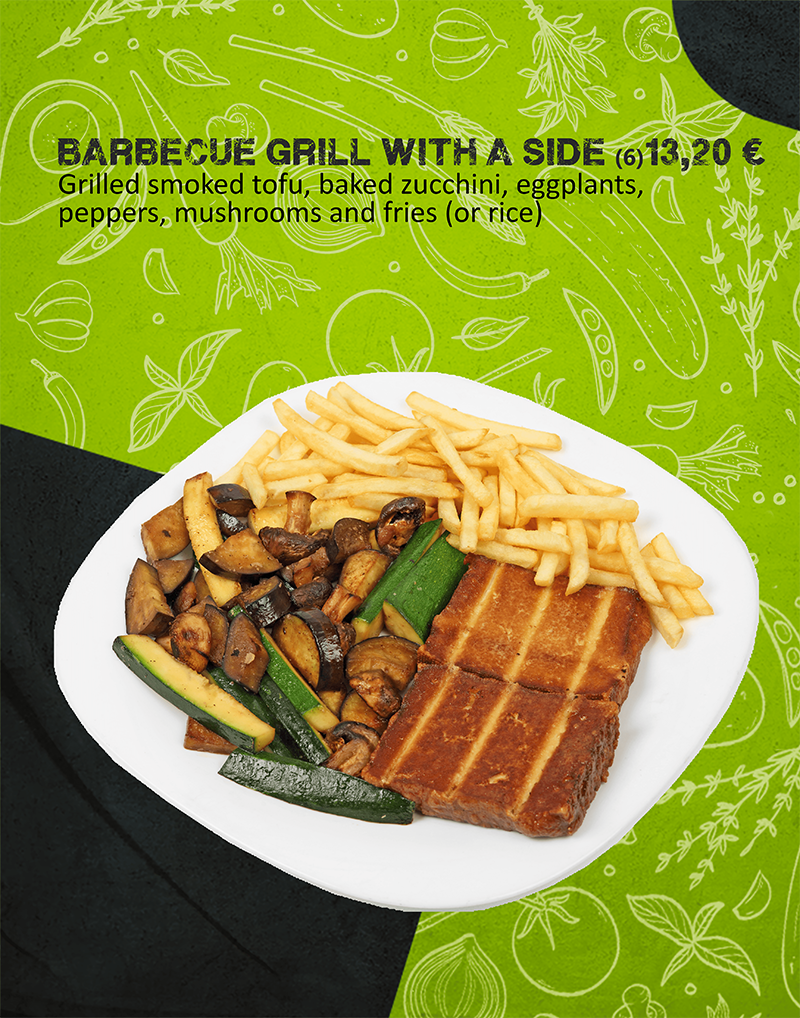 BARBECUE GRILL WITH A SIDE (6) 13,20 €
Grilled smoked tofu, baked zucchini, eggplants,
peppers, mushrooms and fries (or rice)